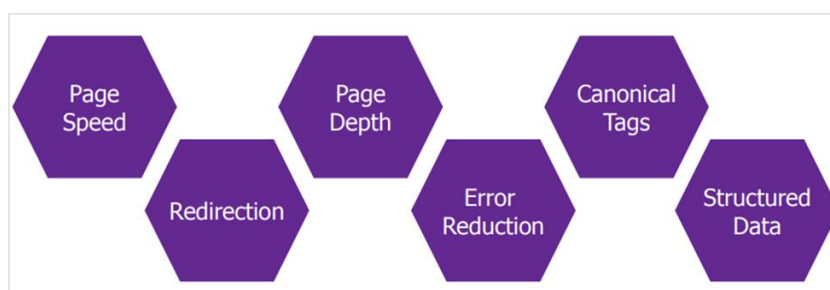 Page
Speed
Redirection
Page
Depth
Error
Reduction
Canonical
Tags
Structured
Data